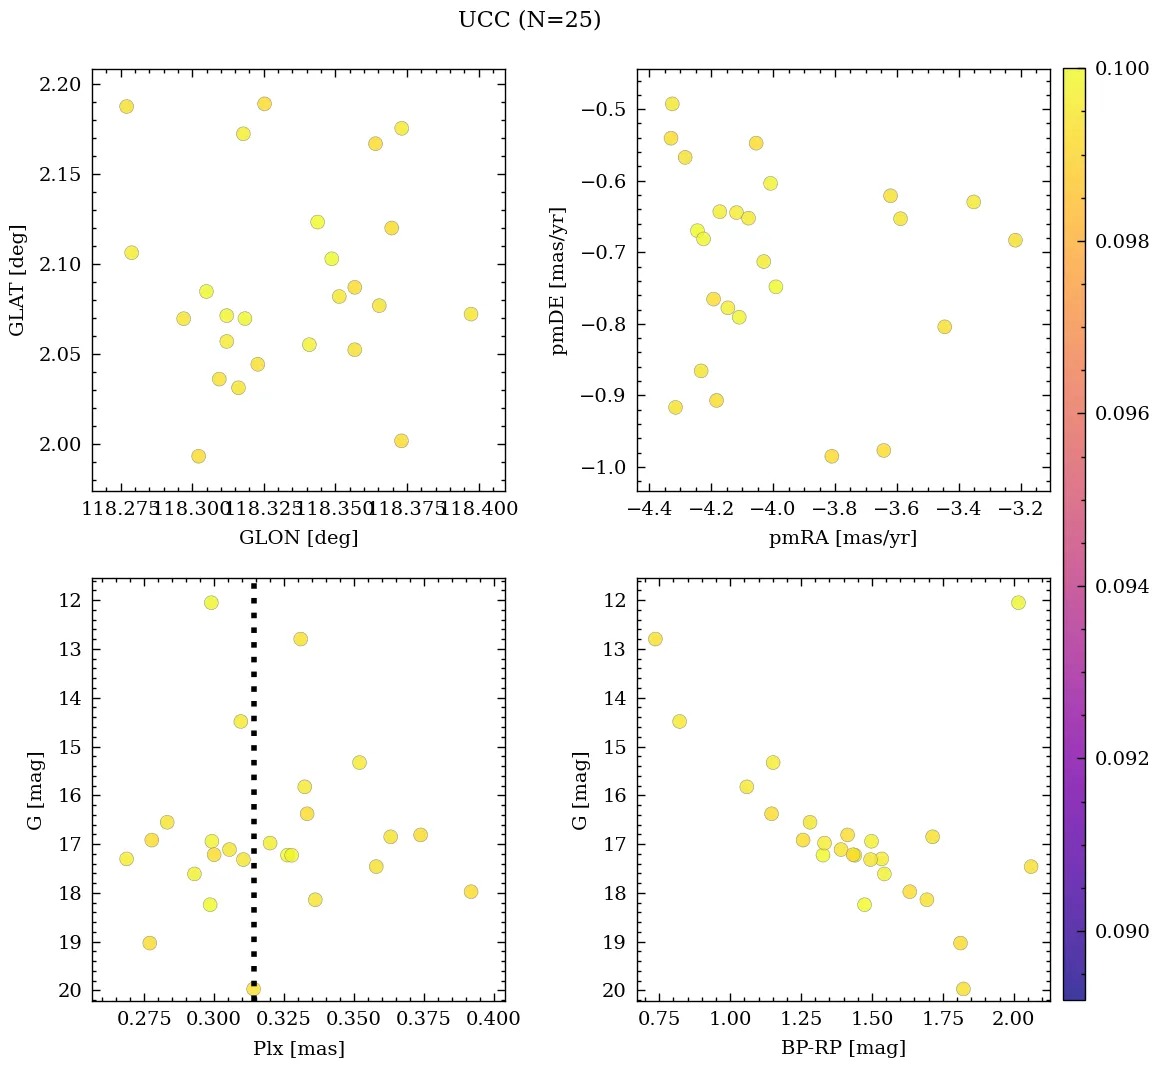 UCC (N=25)
2.20
2.15
2.10
2.05
2.00
GLAT [deg]
118.275 118.300 118.325 118.350 118.375 118.400
GLON [deg]
−0.5
−0.6
−0.7
−0.8
−0.9
−1.0
pmDE [mas/yr]
−4.4 −4.2 −4.0 −3.8 −3.6 −3.4 −3.2
pmRA [mas/yr]
12
13
14
15
16
17
18
19
20
G [mag]
0.275 0.300 0.325 0.350 0.375 0.400
Plx [mas]
12
13
14
15
16
17
18
19
20
G [mag]
0.75 1.00 1.25 1.50 1.75 2.00
BP-RP [mag]
0.100
0.098
0.096
0.094
0.092
0.090